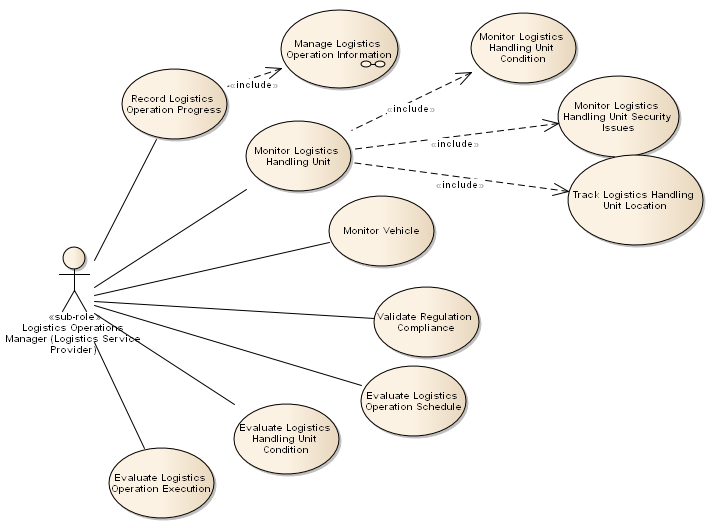 Manage Logistics
Operation Information
Monitor Logistics
Handling Unit
Condition
«include»
Record Logistics
Operation Progress
«include»
Monitor Logistics
Handling Unit Security
Issues
Monitor Logistics
Handling Unit
«include»
«include»
Track Logistics Handling
Unit Location
Monitor Vehicle
«sub-role»
Logistics Operations
Manager (Logistics Service
Provider)
Validate Regulation
Compliance
Evaluate Logistics
Operation Schedule
Evaluate Logistics
Handling Unit
Condition
Evaluate Logistics
Operation Execution